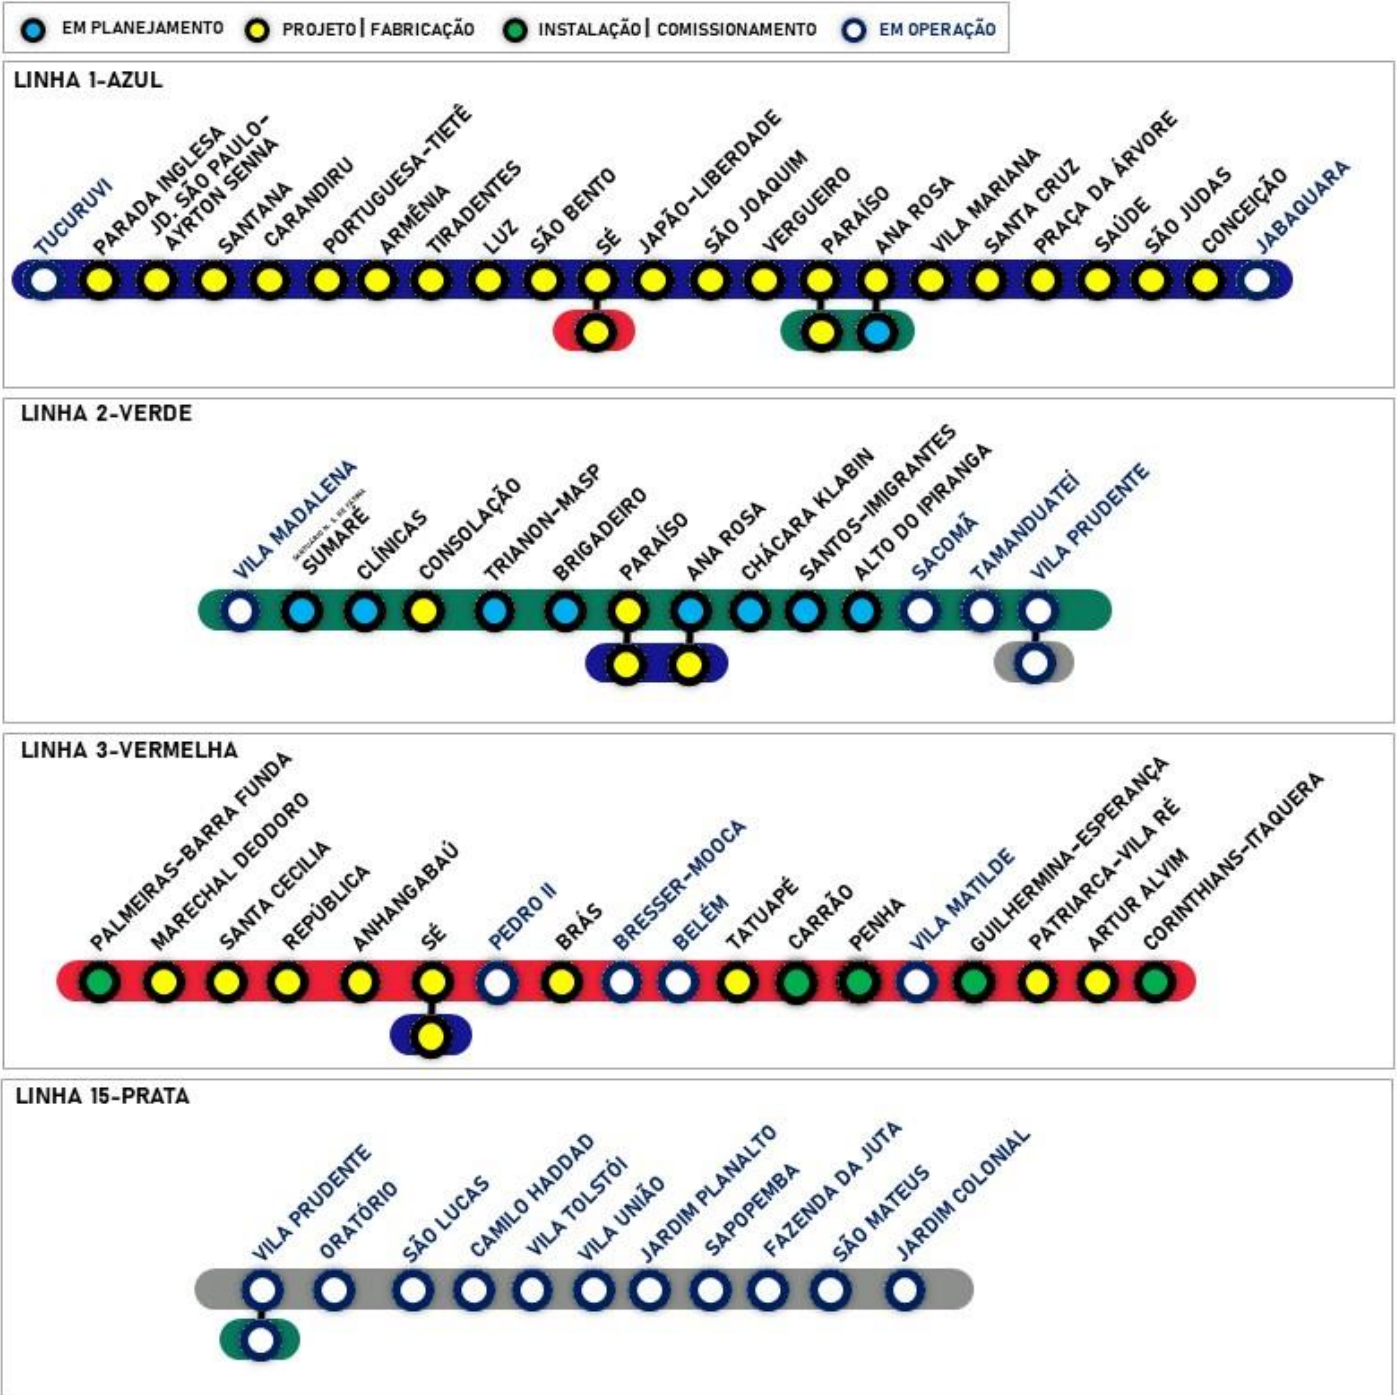 EM PLANEJAMENTO
PROJETO | FABRICAÇÃO
INSTALAÇÃO | COMISSIONAMENTO
EM OPERAÇÃO
LINHA 1-AZUL
TUCURUVI
PARADA INGLESA
JD. SÃO PAULO-
AYRTON SENNA
SANTANA
CARANDIRU
PORTUGUESA-TIETÊ
ARMÊNIA
TIRADENTES
LUZ
SÃO BENTO
SÉ
JAPÃO-LIBERDADE
SÃO JOAQUIM
VERGUEIRO
PARAÍSO
ANA ROSA
VILA MARIANA
SANTA CRUZ
PRAÇA DA ÁRVORE
SAÚDE
SÃO JUDAS
CONCEIÇÃO
JABAQUARA
LINHA 2-VERDE
VILA MADALENA
SUMARÉ
CLÍNICAS
CONSOLAÇÃO
TRIANON-MASP
BRIGADEIRO
PARAÍSO
ANA ROSA
CHÁCARA KLABIN
SANTOS-IMIGRANTES
ALTO DO IPIRANGA
SACOMÃ
TAMANDUATEÍ
VILA PRUDENTE
LINHA 3-VERMELHA
PALMEIRAS-BARRA FUNDA
MARECHAL DEODORO
SANTA CECILIA
REPÚBLICA
ANHANGABAÚ
SÉ
PEDRO II
BRÁS
BRESSER-MOOCA
BELÉM
TATUAPÉ
CARRÃO
PENHA
VILA MATILDE
GUILHERMINA-ESPERANÇA
PATRIARCA-VILA RÉ
ARTUR ALVIM
CORINTHIANS-ITAQUERA
LINHA 15-PRATA
VILA PRUDENTE
ORATÓRIO
SÃO LUCAS
CAMILO HADDAD
VILA TOLSTÓI
VILA UNIÃO
JARDIM PLANALTO
SAPOPEMBA
FAZENDA DA JUTA
SÃO MATEUS
JARDIM COLONIAL